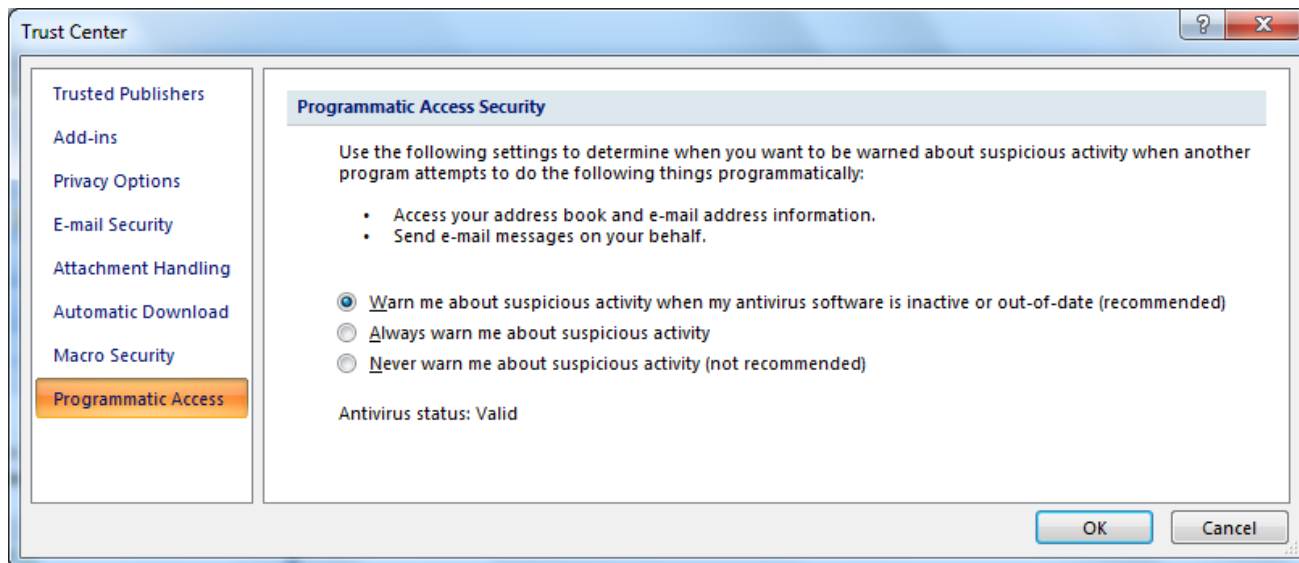 Trust Center
Trusted Publishers
Add-ins
Privacy Options
E-mail Security
Attachment Handling
Automatic Download
Macro Security
Programmatic Access
Programmatic Access Security
Use the following settings to determine when you want to be warned about suspicious activity when another
program attempts to do the following things programmatically:
• Access your address book and e-mail address information.
• Send e-mail messages on your behalf.
Warn me about suspicious activity when my antivirus software is inactive or out-of-date (recommended)
Always warn me about suspicious activity
Never warn me about suspicious activity (not recommended)
Antivirus status: Valid
OK
Cancel